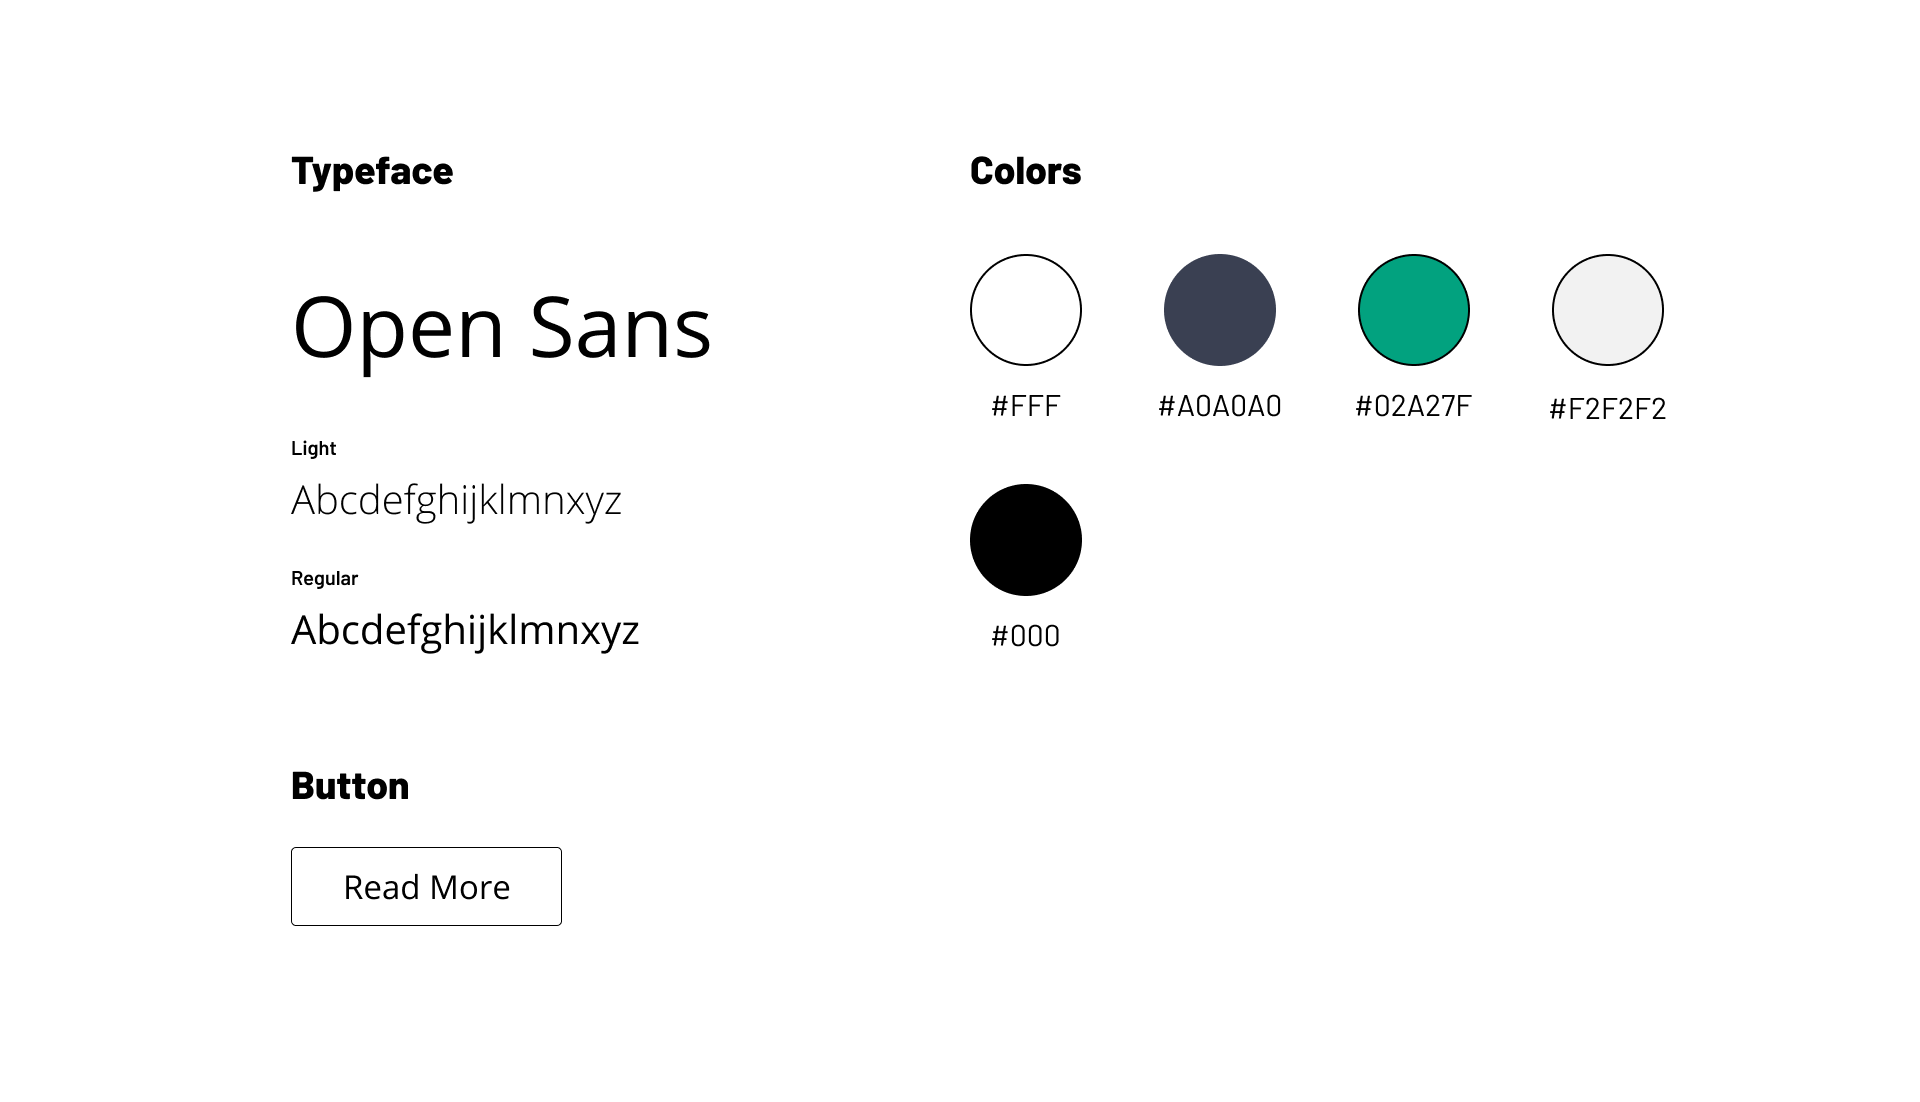 Typeface
Open Sans
Light
Abcdefghijklmnxyz
Regular
Abcdefghijklmnxyz
Button
Read More
Colors
#FFF
#A0A0A0
#02A27F
#F2F2F2
#000